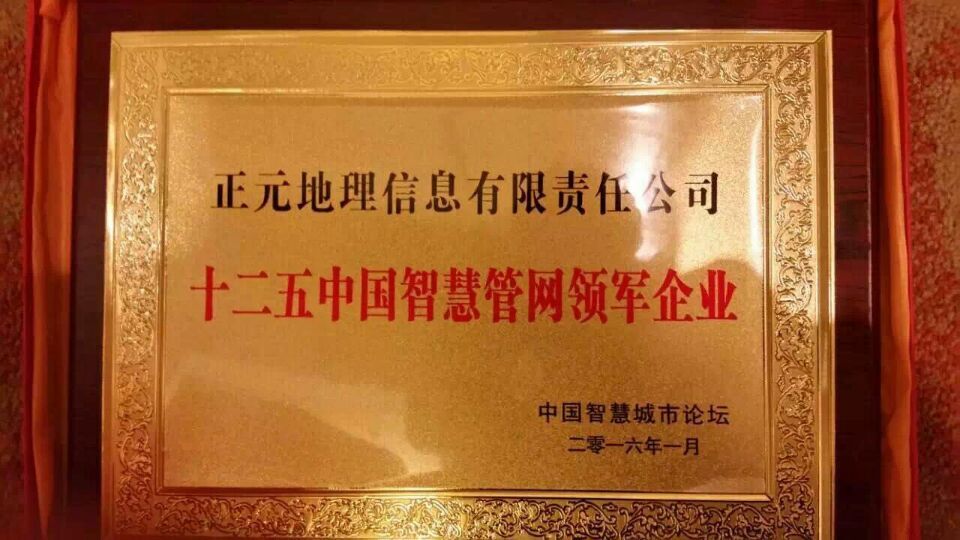 正元地理信息有限责任公司
十二五中国智慧管网领军企业
中国智慧城市论坛
二零一六年一月